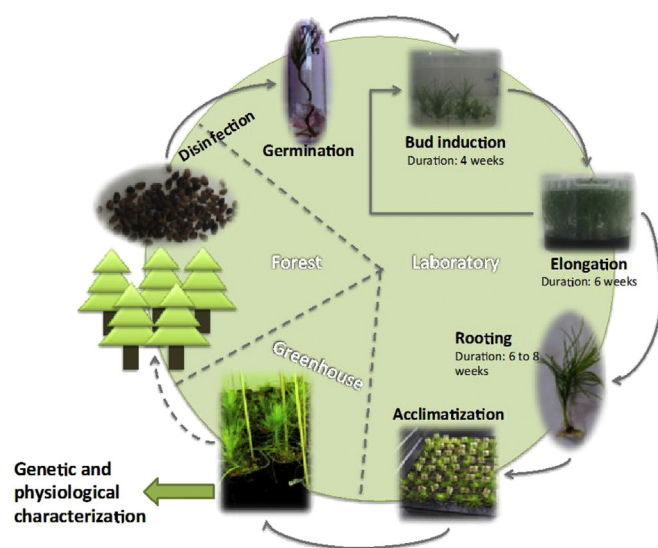 Disinfection
Germination
Bud induction
Duration: 4 weeks
Elongation
Duration: 6 weeks
Forest
Laboratory
Rooting
Duration: 6 to 8
weeks
Greenhouse
Acclimatization
Genetic and
physiological
characterization